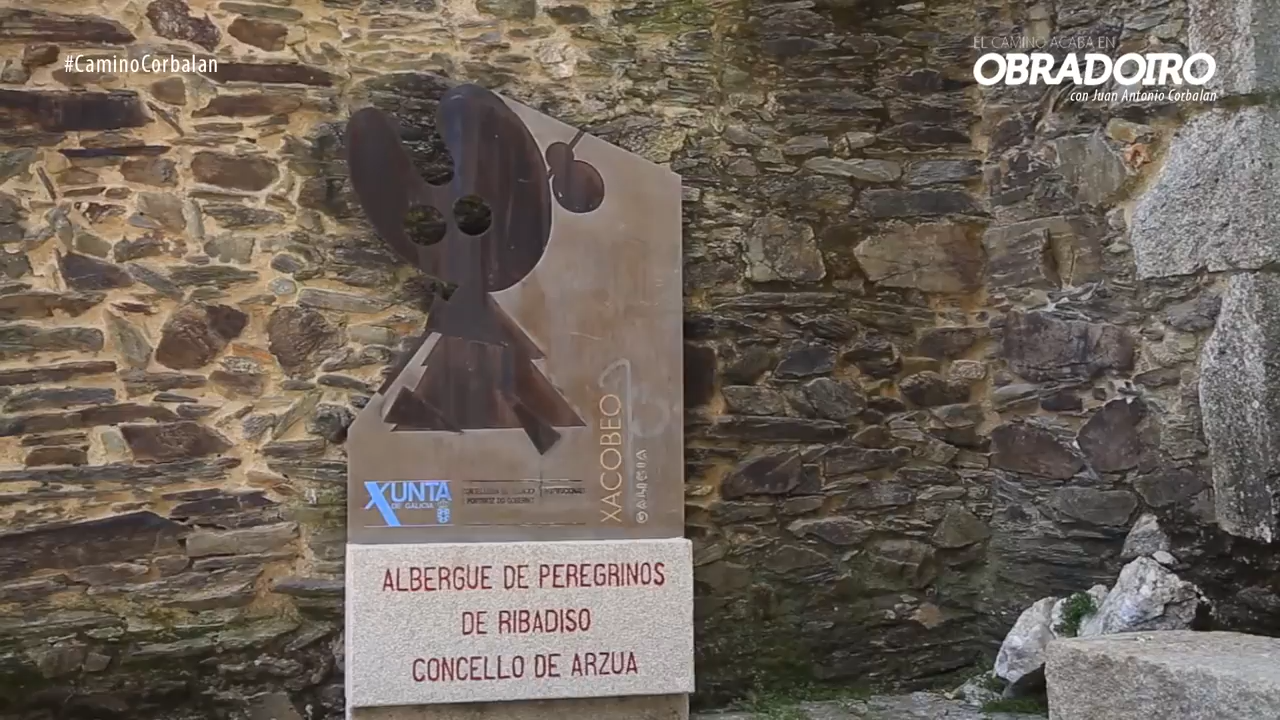 #CaminoCorbalan
EL CAMINO ACABA EN
OBRADOIRO
con Juan Antonio Corbalan
XACOBEO
GALICIA
XUNTA
DE GALICIA
ALBERGUE DE PEREGRINOS
DE RIBADISO
CONCELLO DE ARZUA